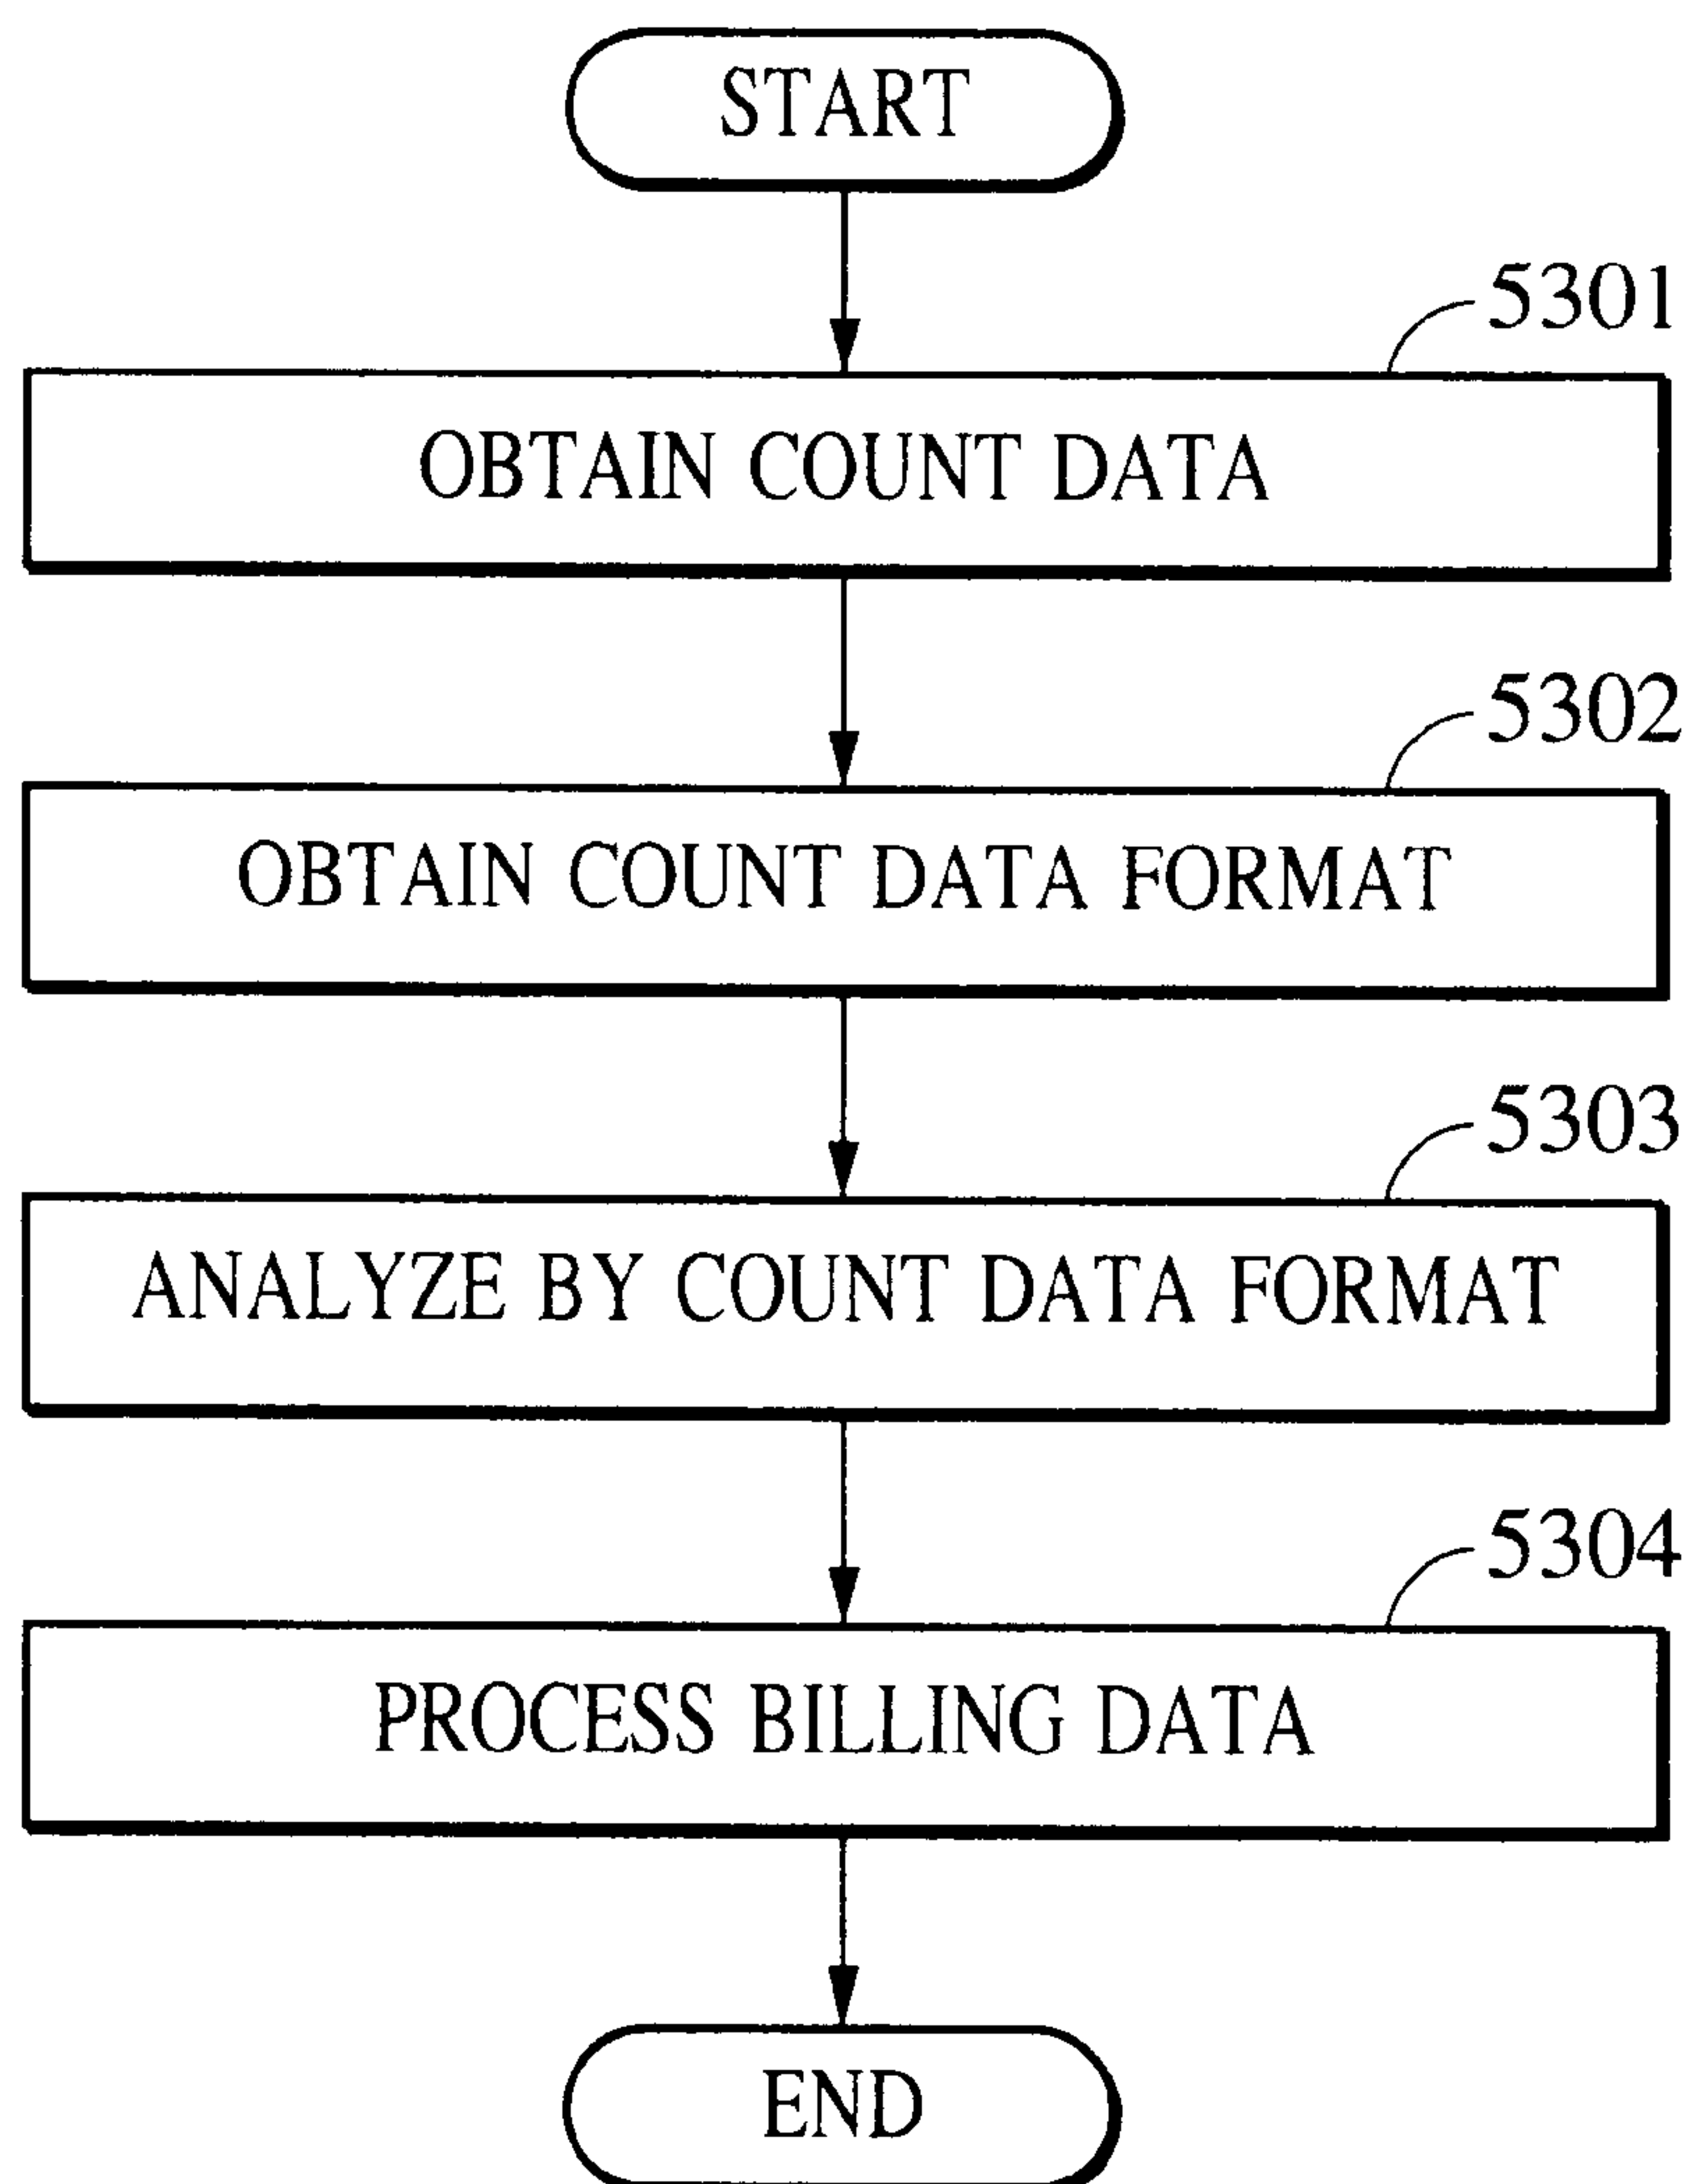 START
5301
OBTAIN COUNT DATA
5302
OBTAIN COUNT DATA FORMAT
5303
ANALYZE BY COUNT DATA FORMAT
5304
PROCESS BILLING DATA
END